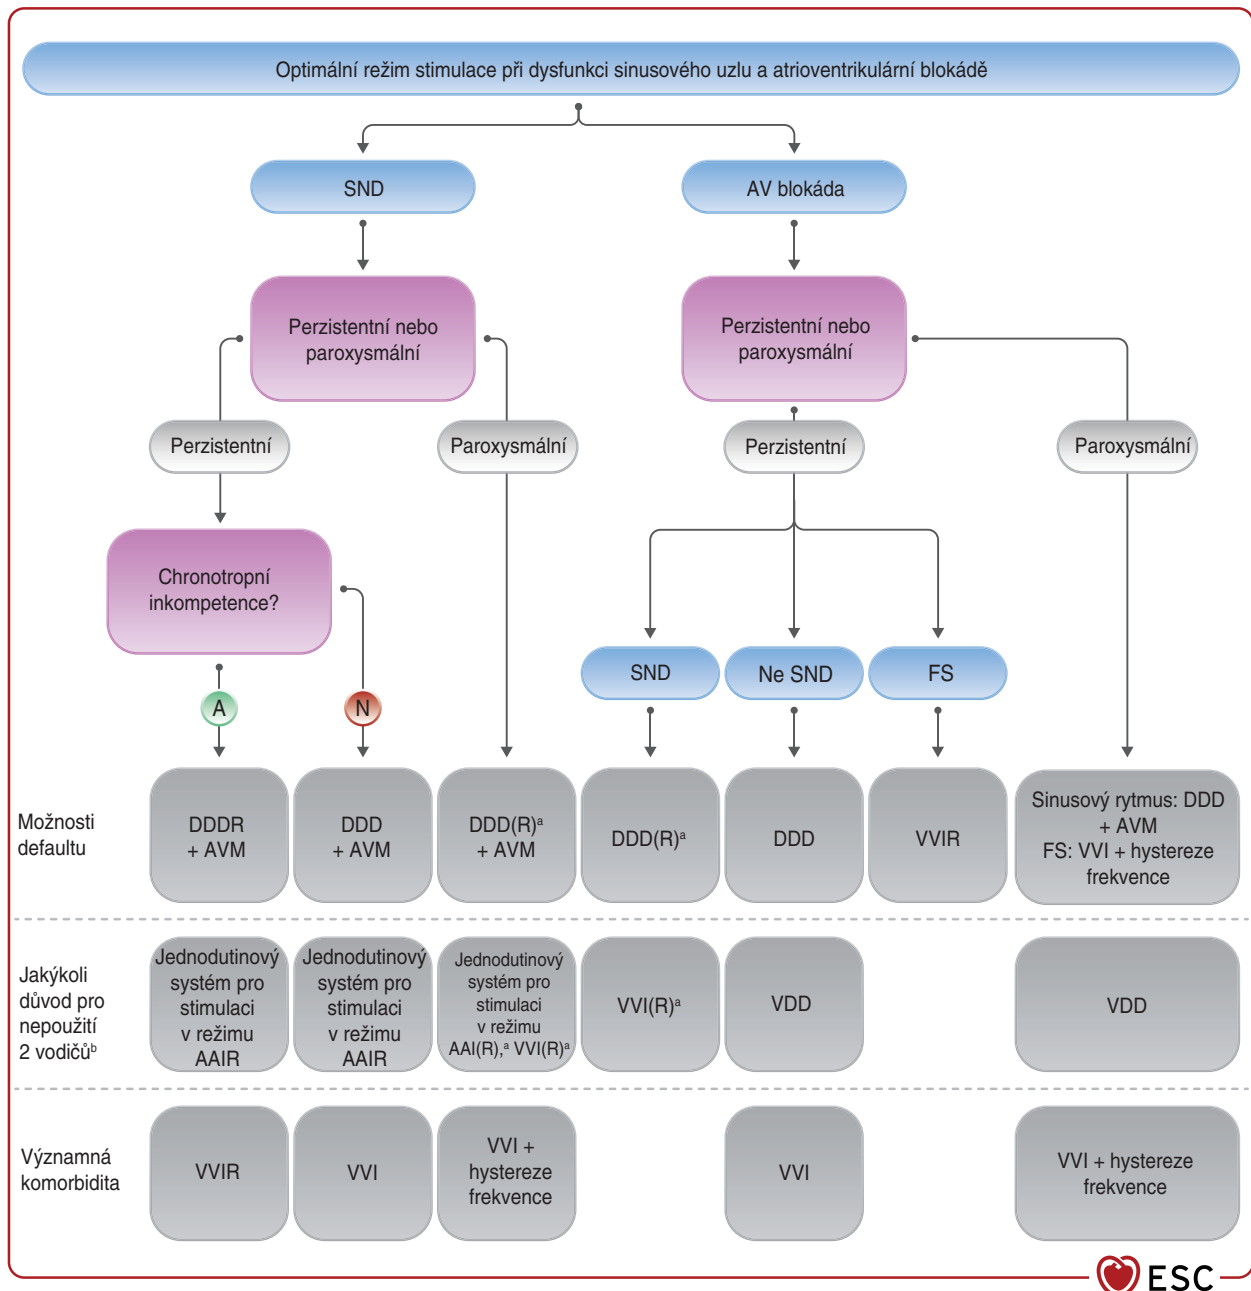 Optimální režim stimulace při dysfunkci sinusového uzlu a atrioventrikulární blokádě
SND
AV blokáda
Perzistentní nebo
paroxysmální
Perzistentní nebo
paroxysmální
Perzistentní
Paroxysmální
Perzistentní
Paroxysmální
Chronotropní
inkompetence?
SND
Ne SND
FS
A
N
Možnosti
defaultu
DDDR
+ AVM
DDD
+ AVM
DDD(R)ᵃ
+ AVM
DDD(R)ᵃ
DDD
VVIR
Sinusový rytmus: DDD
+ AVM
FS: VVI + hystereze
frekvence
Jakýkoli
důvod pro
nepoužití
2 vodičůᵇ
Jednodutinový
systém pro
stimulaci
v režimu
AAIR
Jednodutinový
systém pro
stimulaci
v režimu
AAIR
Jednodutinový
systém pro
stimulaci
v režimu
AAI(R),ᵃ VVI(R)ᵃ
VVI(R)ᵃ
VDD
VDD
Významná
komorbidita
VVIR
VVI
VVI +
hystereze
frekvence
VVI
VVI + hystereze
frekvence
ESC